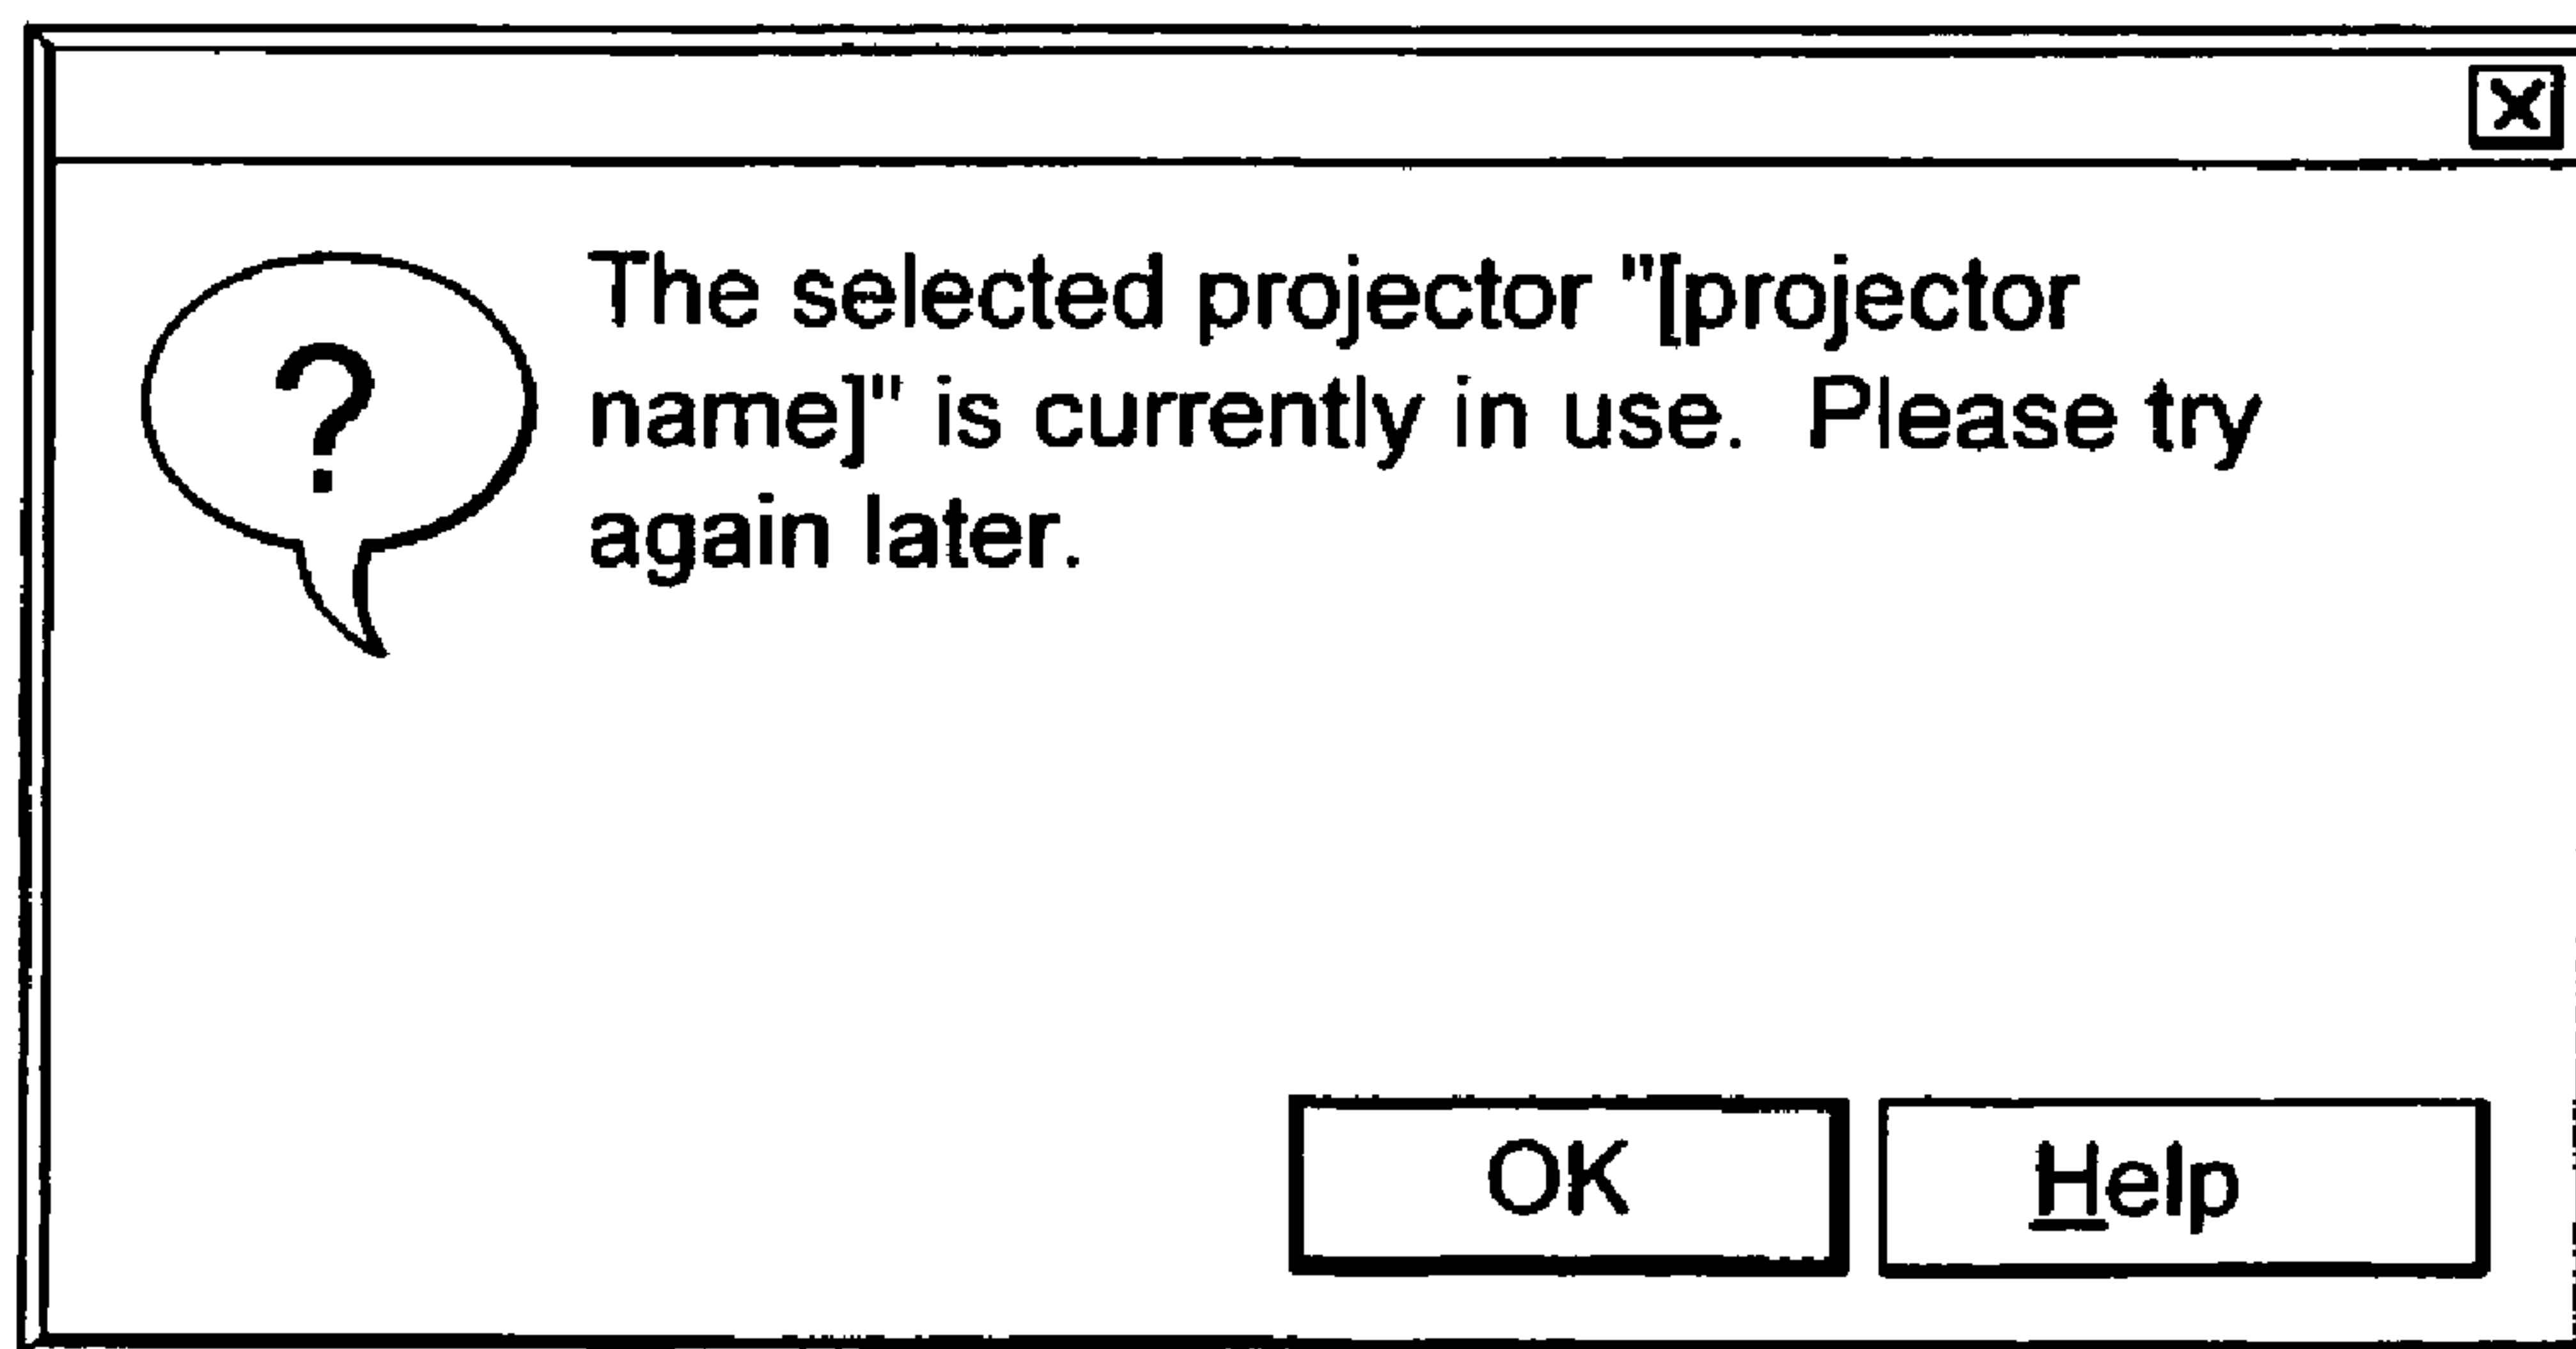 ?
The selected projector "[projector
name]" is currently in use.  Please try
again later.
OK
Help